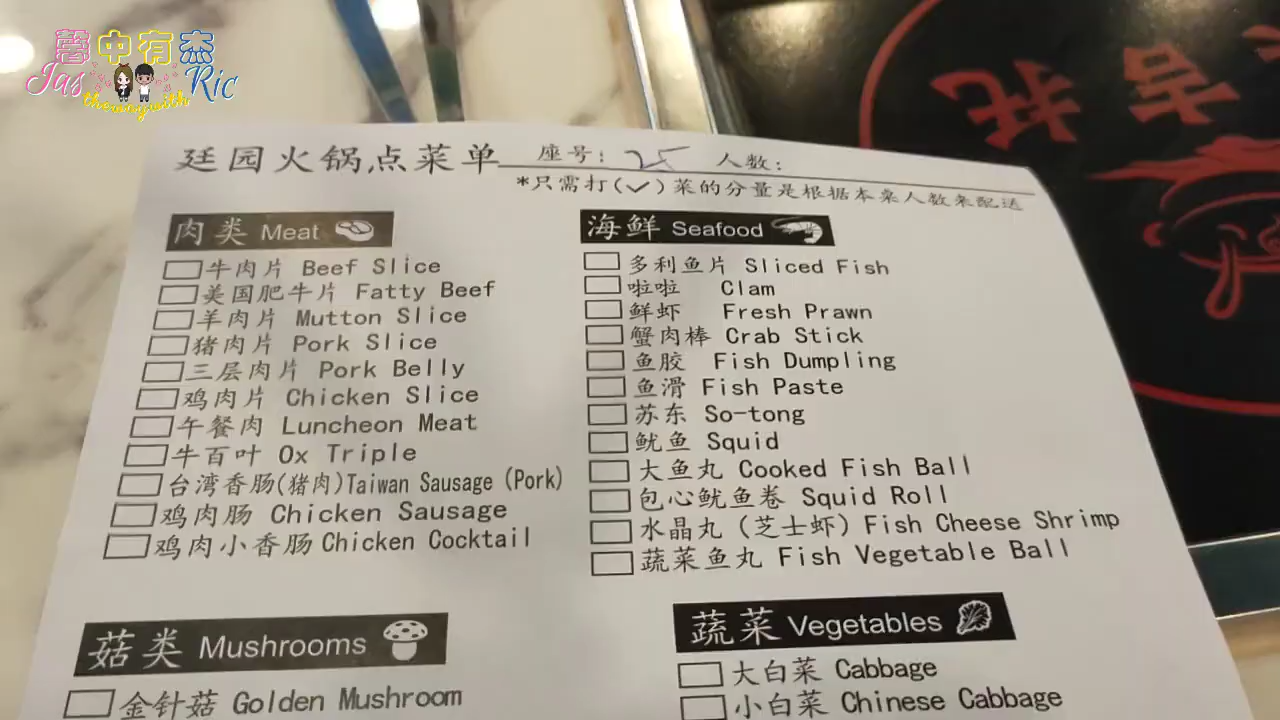 馨中有杰
Jas Ric
thewaywith
廷园火锅点菜单 座号: 25 人数:
*只需打(✓)菜的分量是根据本桌人数来配送
肉类 Meat
牛肉片 Beef Slice
美国肥牛片 Fatty Beef
羊肉片 Mutton Slice
猪肉片 Pork Slice
三层肉片 Pork Belly
鸡肉片 Chicken Slice
午餐肉 Luncheon Meat
牛百叶 Ox Triple
台湾香肠(猪肉)Taiwan Sausage (Pork)
鸡肉肠 Chicken Sausage
鸡肉小香肠 Chicken Cocktail
海鲜 Seafood
多利鱼片 Sliced Fish
啦啦 Clam
鲜虾 Fresh Prawn
蟹肉棒 Crab Stick
鱼胶 Fish Dumpling
鱼滑 Fish Paste
苏东 So-tong
鱿鱼 Squid
大鱼丸 Cooked Fish Ball
包心鱿鱼卷 Squid Roll
水晶丸 (芝士虾) Fish Cheese Shrimp
蔬菜鱼丸 Fish Vegetable Ball
菇类 Mushrooms
金针菇 Golden Mushroom
蔬菜 Vegetables
大白菜 Cabbage
小白菜 Chinese Cabbage